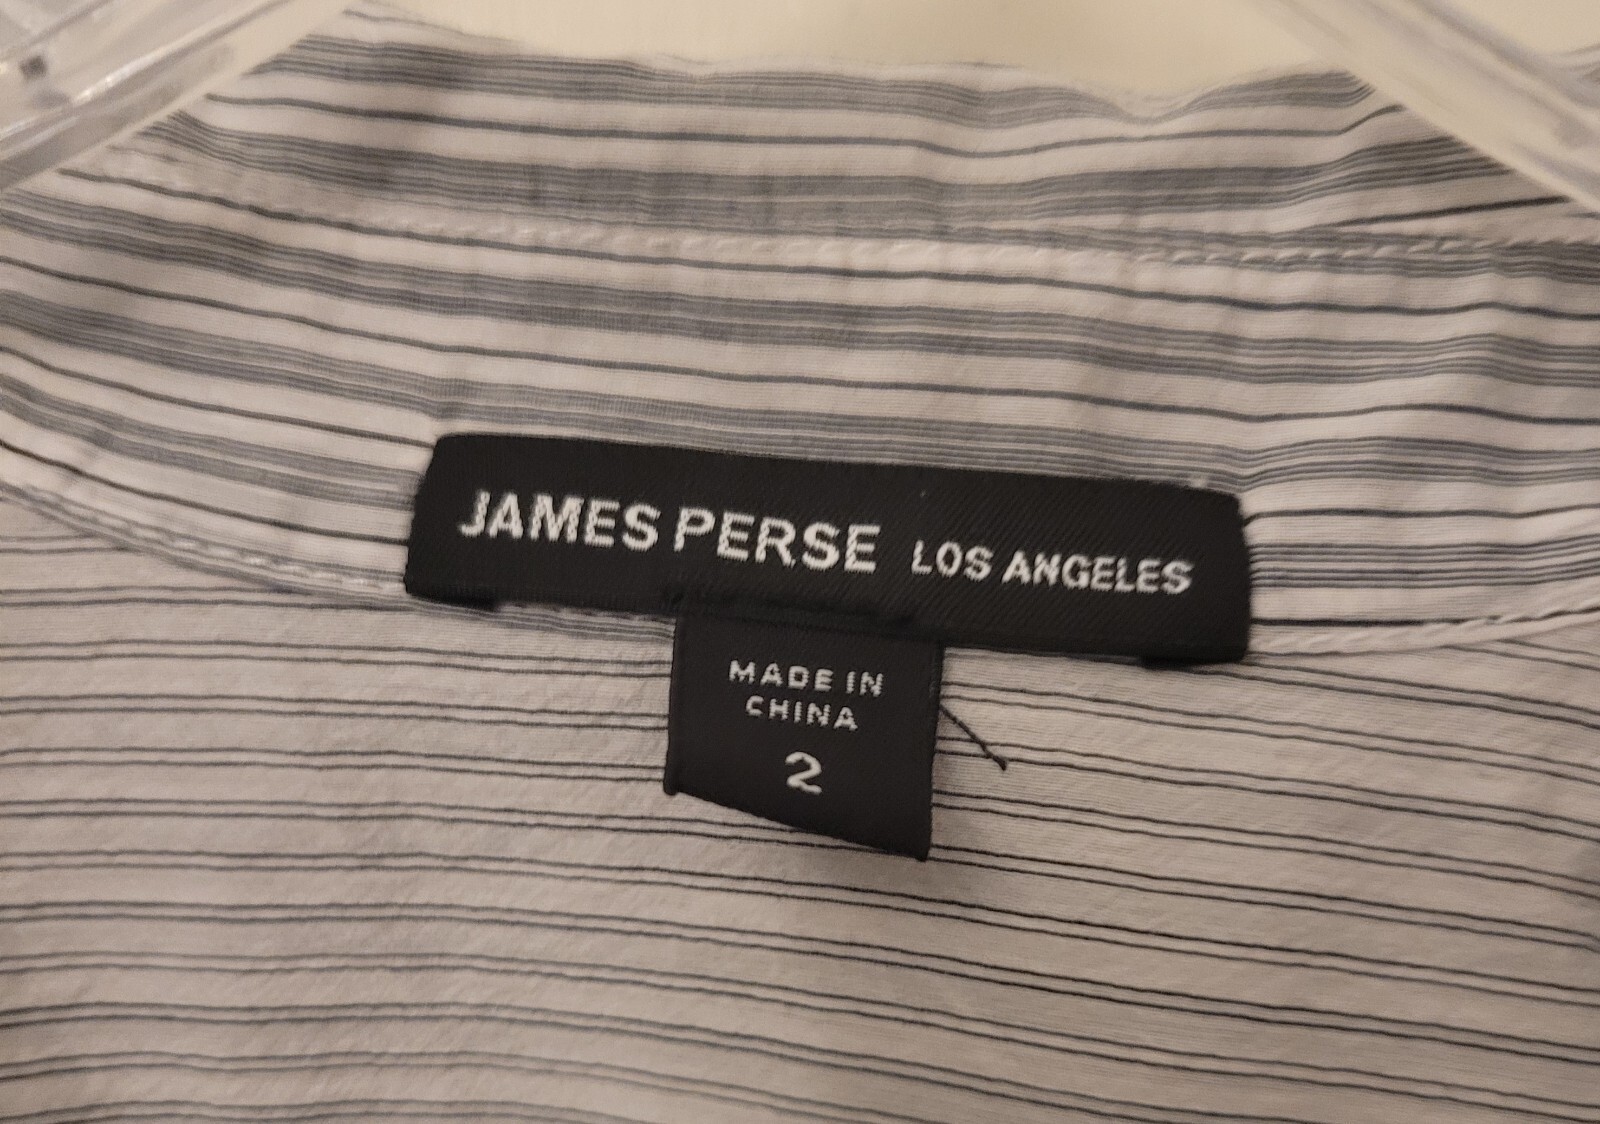 JAMES PERSE LOS ANGELES
MADE IN
CHINA
2